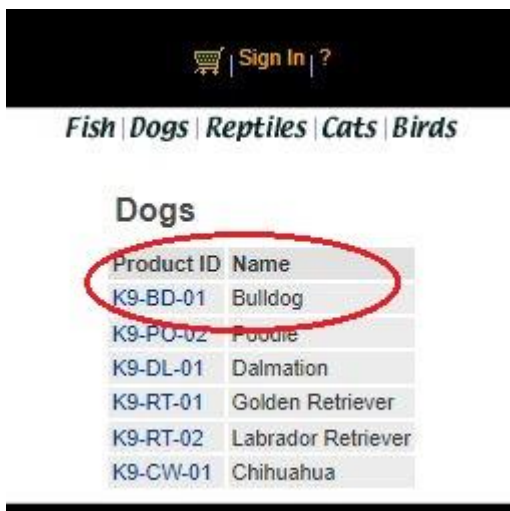 Sign In | ?
Fish | Dogs | Reptiles | Cats | Birds
Dogs
Product ID Name
K9-BD-01 Bulldog
K9-PO-02 Poodle
K9-DL-01 Dalmation
K9-RT-01 Golden Retriever
K9-RT-02 Labrador Retriever
K9-CW-01 Chihuahua